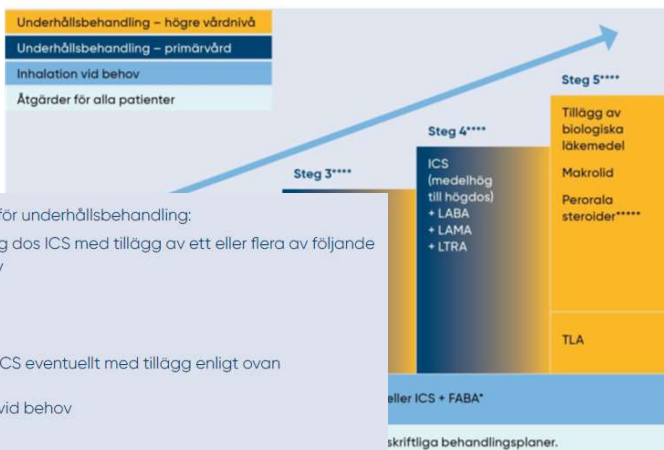 Underhållsbehandling – högre vårdnivå
Underhållsbehandling – primärvård
Inhalation vid behov
Åtgärder för alla patienter
Steg 3****
Steg 4****
ICS
(medelhög
till högdos)
+ LABA
+ LAMA
+ LTRA
Steg 5****
Tillägg av
biologiska
läkemedel
Makrolid
Perorala
steroider*****
TLA
för underhållsbehandling:
dos ICS med tillägg av ett eller flera av följande
ICS eventuellt med tillägg enligt ovan
vid behov
eller ICS + FABA*
skriftliga behandlingsplaner.